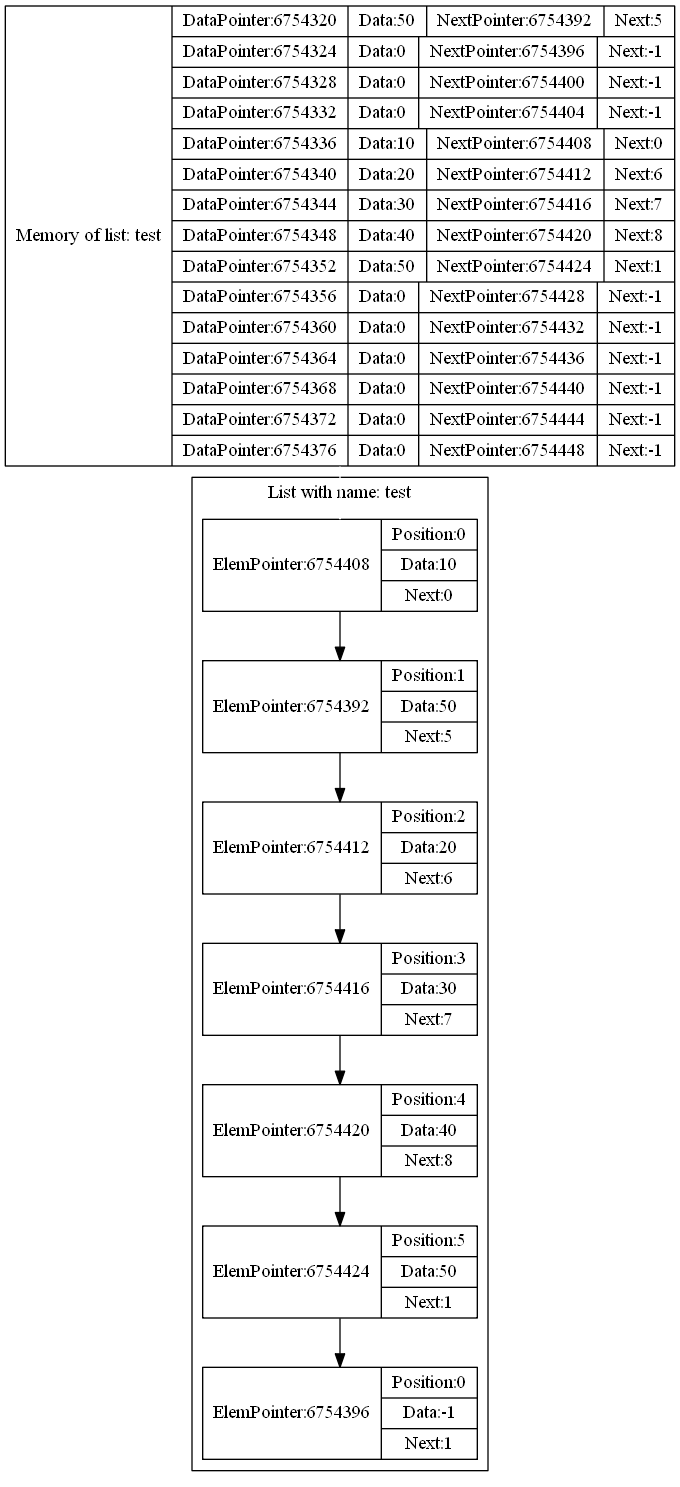 DataPointer:6754320 Data:50 NextPointer:6754392 Next:5
DataPointer:6754324 Data:0 NextPointer:6754396 Next:-1
DataPointer:6754328 Data:0 NextPointer:6754400 Next:-1
DataPointer:6754332 Data:0 NextPointer:6754404 Next:-1
DataPointer:6754336 Data:10 NextPointer:6754408 Next:0
DataPointer:6754340 Data:20 NextPointer:6754412 Next:6
DataPointer:6754344 Data:30 NextPointer:6754416 Next:7
Memory of list: test DataPointer:6754348 Data:40 NextPointer:6754420 Next:8
DataPointer:6754352 Data:50 NextPointer:6754424 Next:1
DataPointer:6754356 Data:0 NextPointer:6754428 Next:-1
DataPointer:6754360 Data:0 NextPointer:6754432 Next:-1
DataPointer:6754364 Data:0 NextPointer:6754436 Next:-1
DataPointer:6754368 Data:0 NextPointer:6754440 Next:-1
DataPointer:6754372 Data:0 NextPointer:6754444 Next:-1
DataPointer:6754376 Data:0 NextPointer:6754448 Next:-1
List with name: test
Position:0
ElemPointer:6754408 Data:10
Next:0
Position:1
ElemPointer:6754392 Data:50
Next:5
Position:2
ElemPointer:6754412 Data:20
Next:6
Position:3
ElemPointer:6754416 Data:30
Next:7
Position:4
ElemPointer:6754420 Data:40
Next:8
Position:5
ElemPointer:6754424 Data:50
Next:1
Position:0
ElemPointer:6754396 Data:-1
Next:1